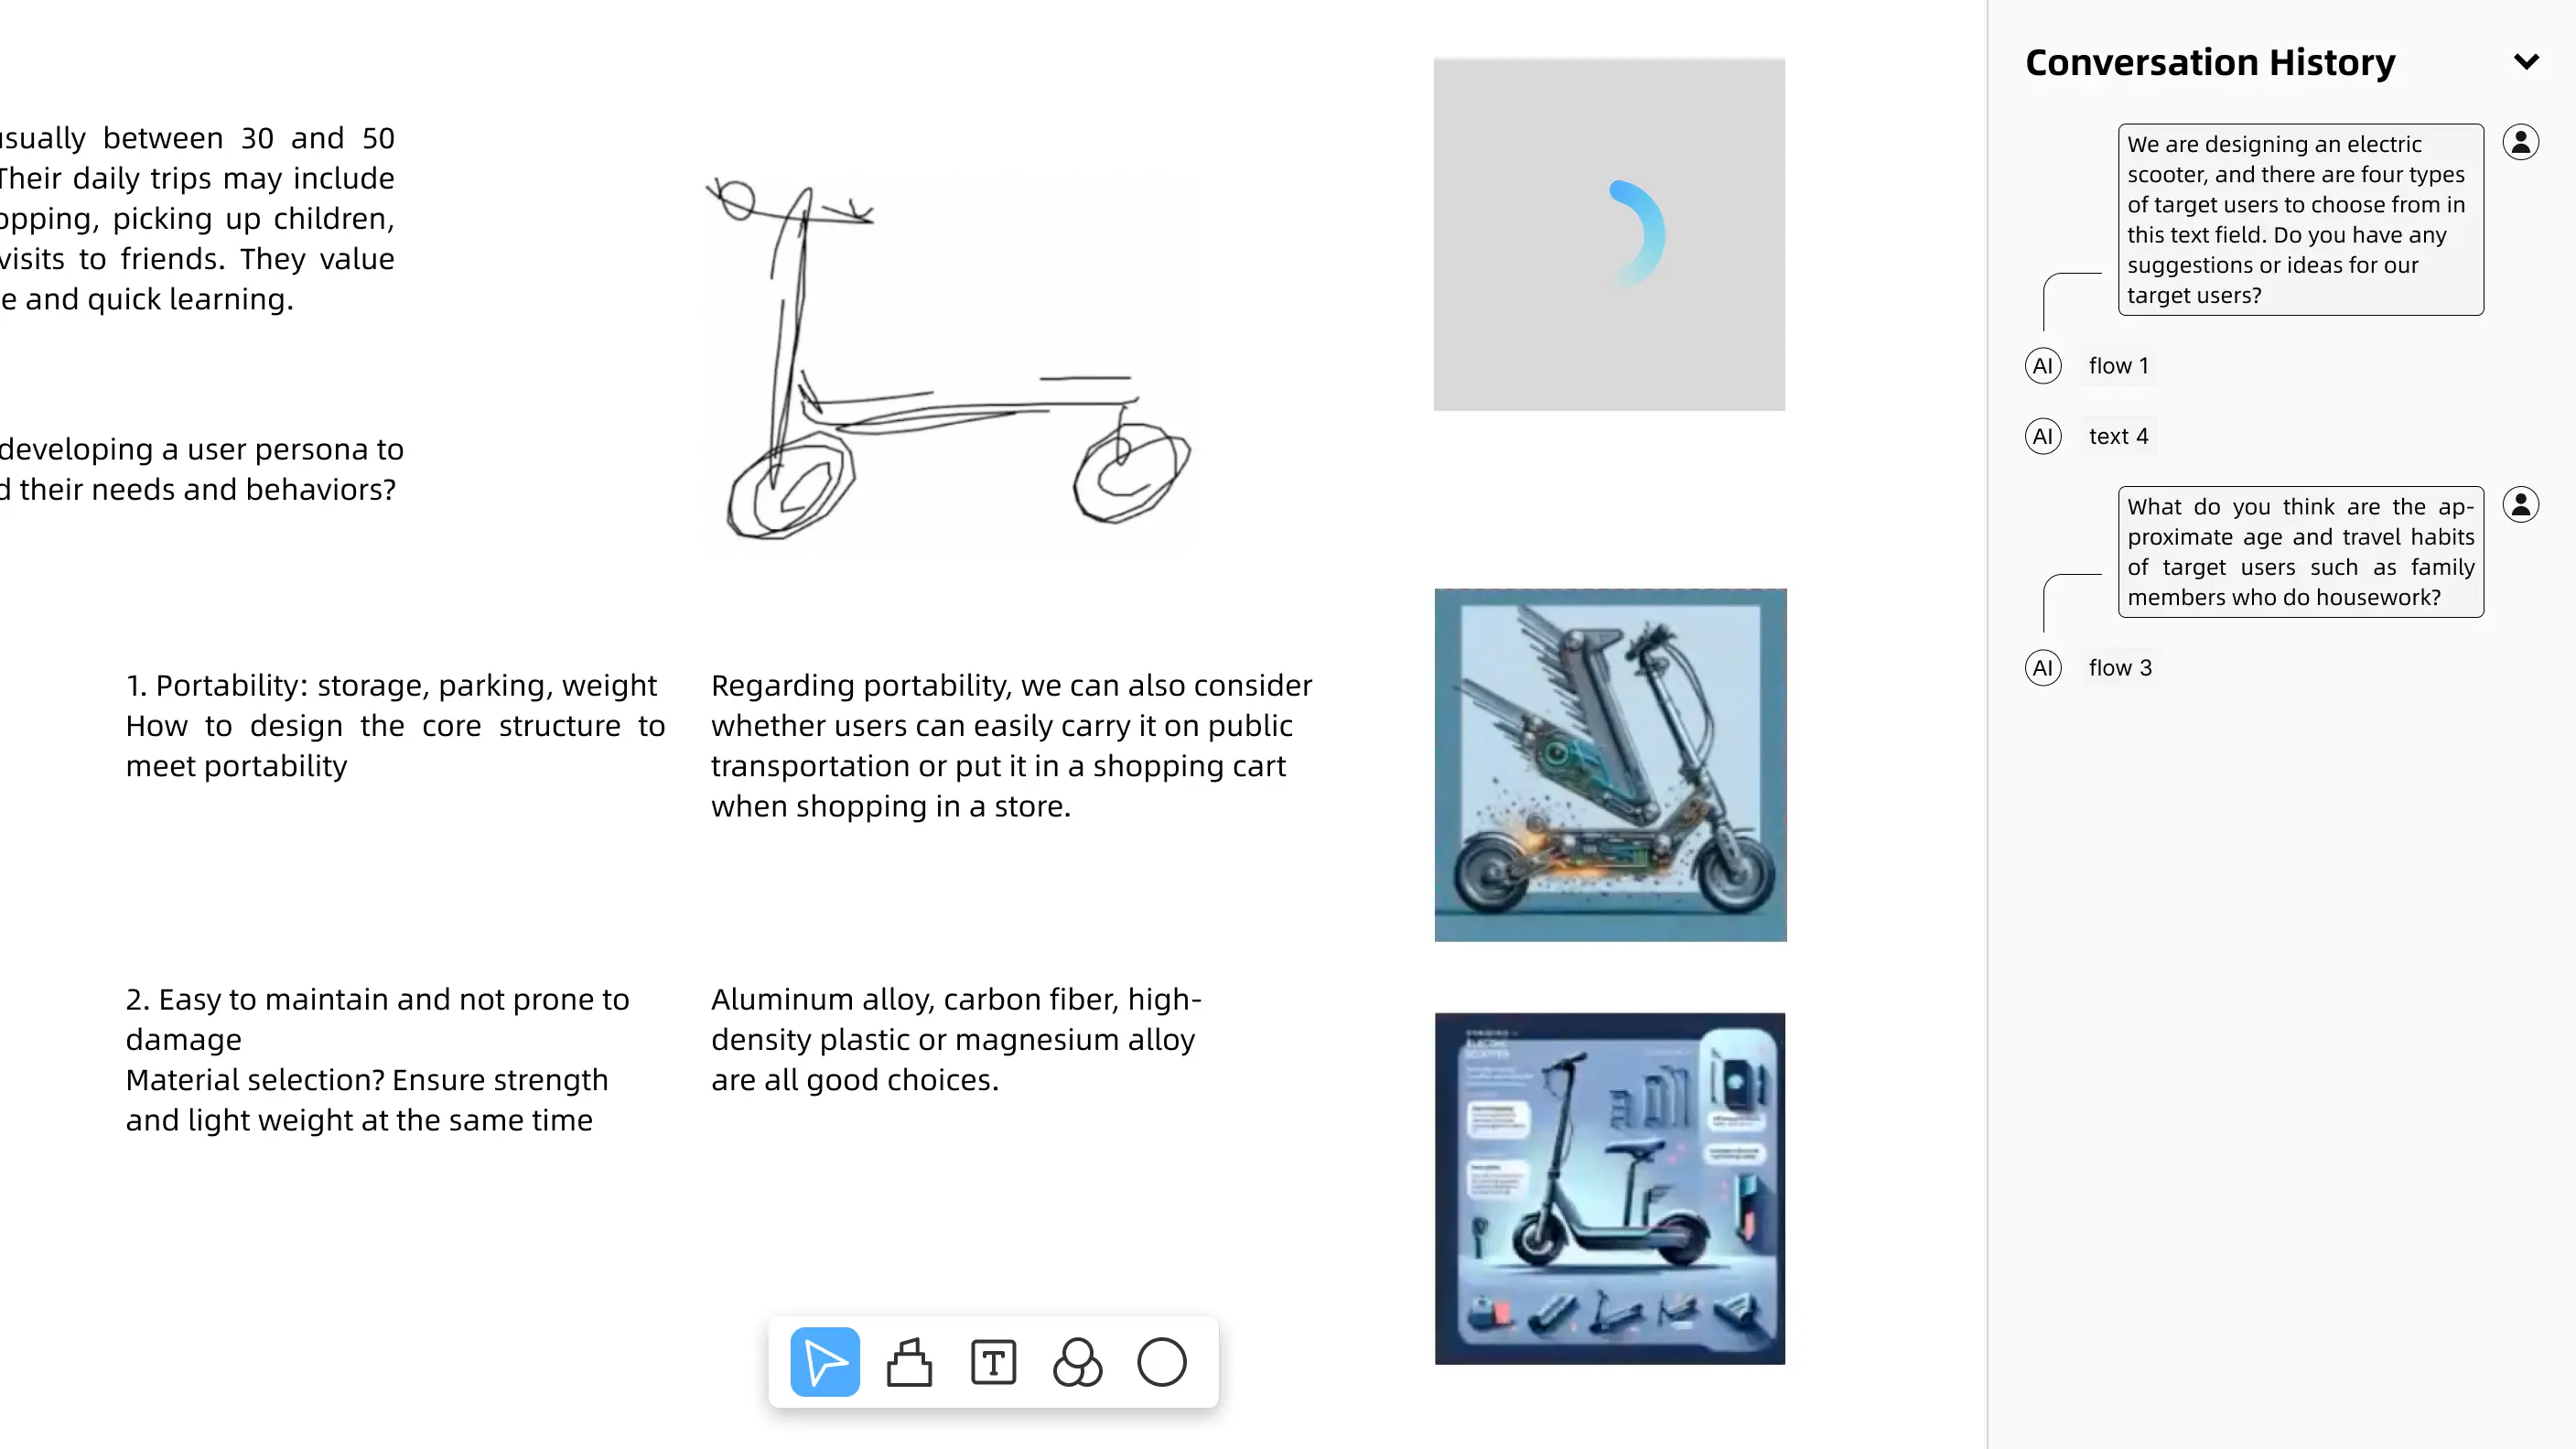 usually between 30 and 50
Their daily trips may include
opping, picking up children,
visits to friends. They value
e and quick learning.
developing a user persona to
d their needs and behaviors?
1. Portability: storage, parking, weight
How to design the core structure to
meet portability
Regarding portability, we can also consider
whether users can easily carry it on public
transportation or put it in a shopping cart
when shopping in a store.
2. Easy to maintain and not prone to
damage
Material selection? Ensure strength
and light weight at the same time
Aluminum alloy, carbon fiber, high-
density plastic or magnesium alloy
are all good choices.
T
Conversation History
We are designing an electric
scooter, and there are four types
of target users to choose from in
this text field. Do you have any
suggestions or ideas for our
target users?
AI flow 1
AI text 4
What do you think are the ap-
proximate age and travel habits
of target users such as family
members who do housework?
AI flow 3